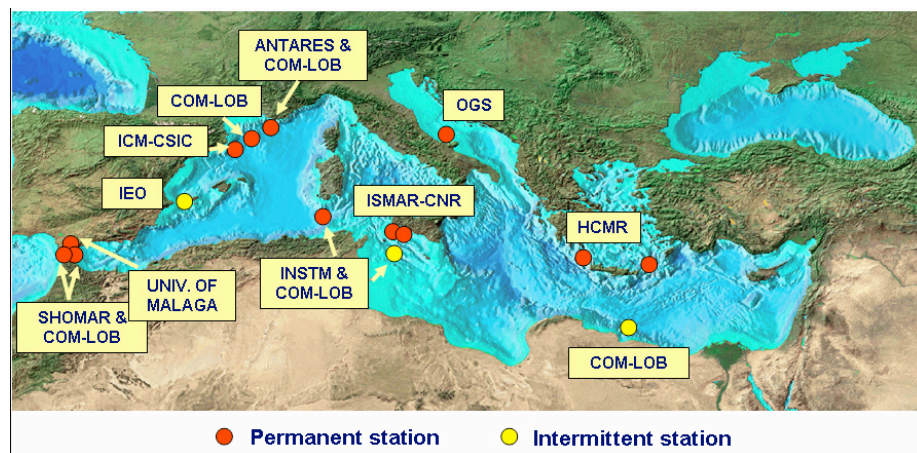 ANTARES &
COM-LOB
COM-LOB
OGS
ICM-CSIC
IEO
ISMAR-CNR
HCMR
UNIV. OF
MALAGA
INSTM &
COM-LOB
SHOMAR &
COM-LOB
COM-LOB
Permanent station
Intermittent station